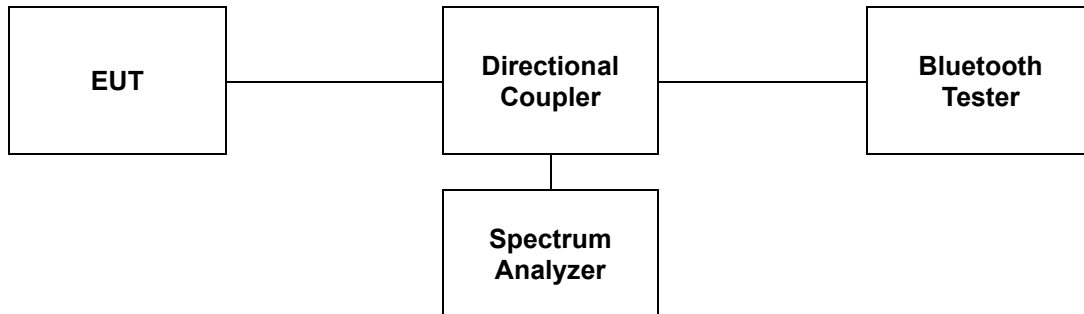 EUT
Directional
Coupler
Bluetooth
Tester
Spectrum
Analyzer